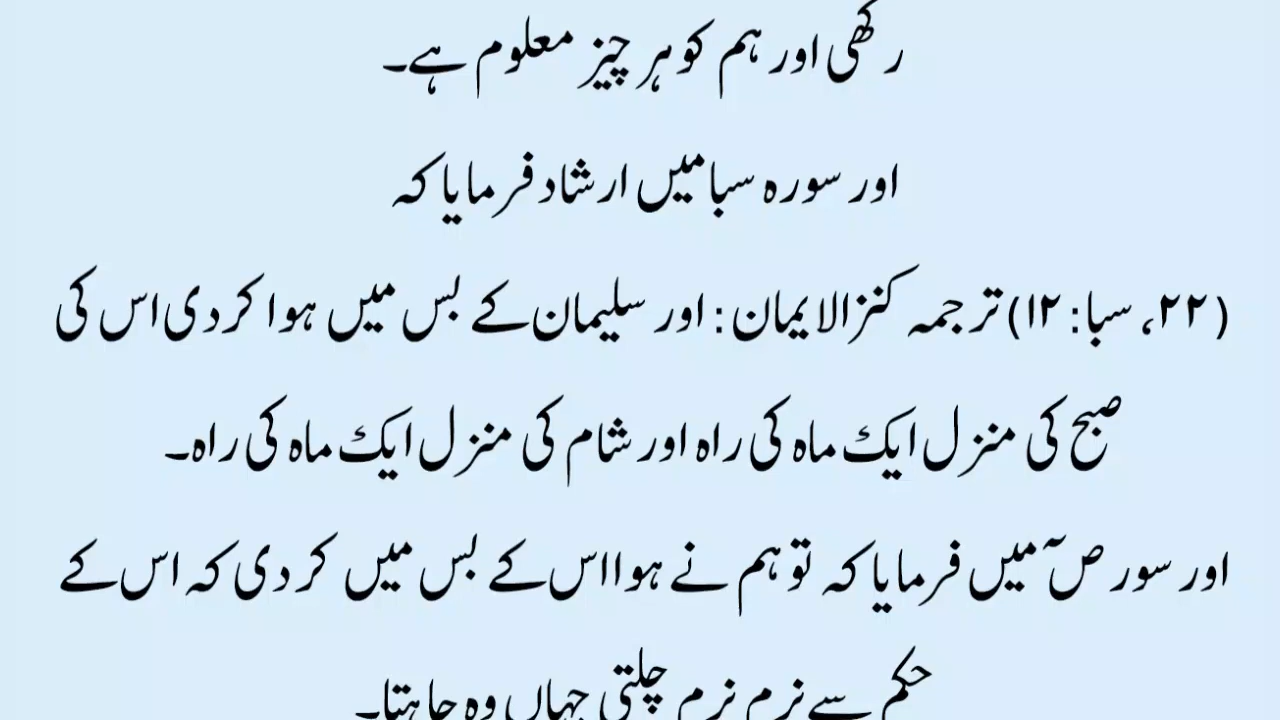 رکھی اور ہم کو ہر چیز معلوم ہے۔
اور سورہ سبا میں ارشاد فرمایا کہ
(۲۲، سبا: ۱۲) ترجمہ کنزالایمان: اور سلیمان کے بس میں ہوا کر دی اس کی
صبح کی منزل ایک ماہ کی راہ اور شام کی منزل ایک ماہ کی راہ۔
اور سور صٓ میں فرمایا کہ تو ہم نے ہوا اس کے بس میں کر دی کہ اس کے
حکم سے نرم نرم چلتی جہاں وہ چاہتا۔